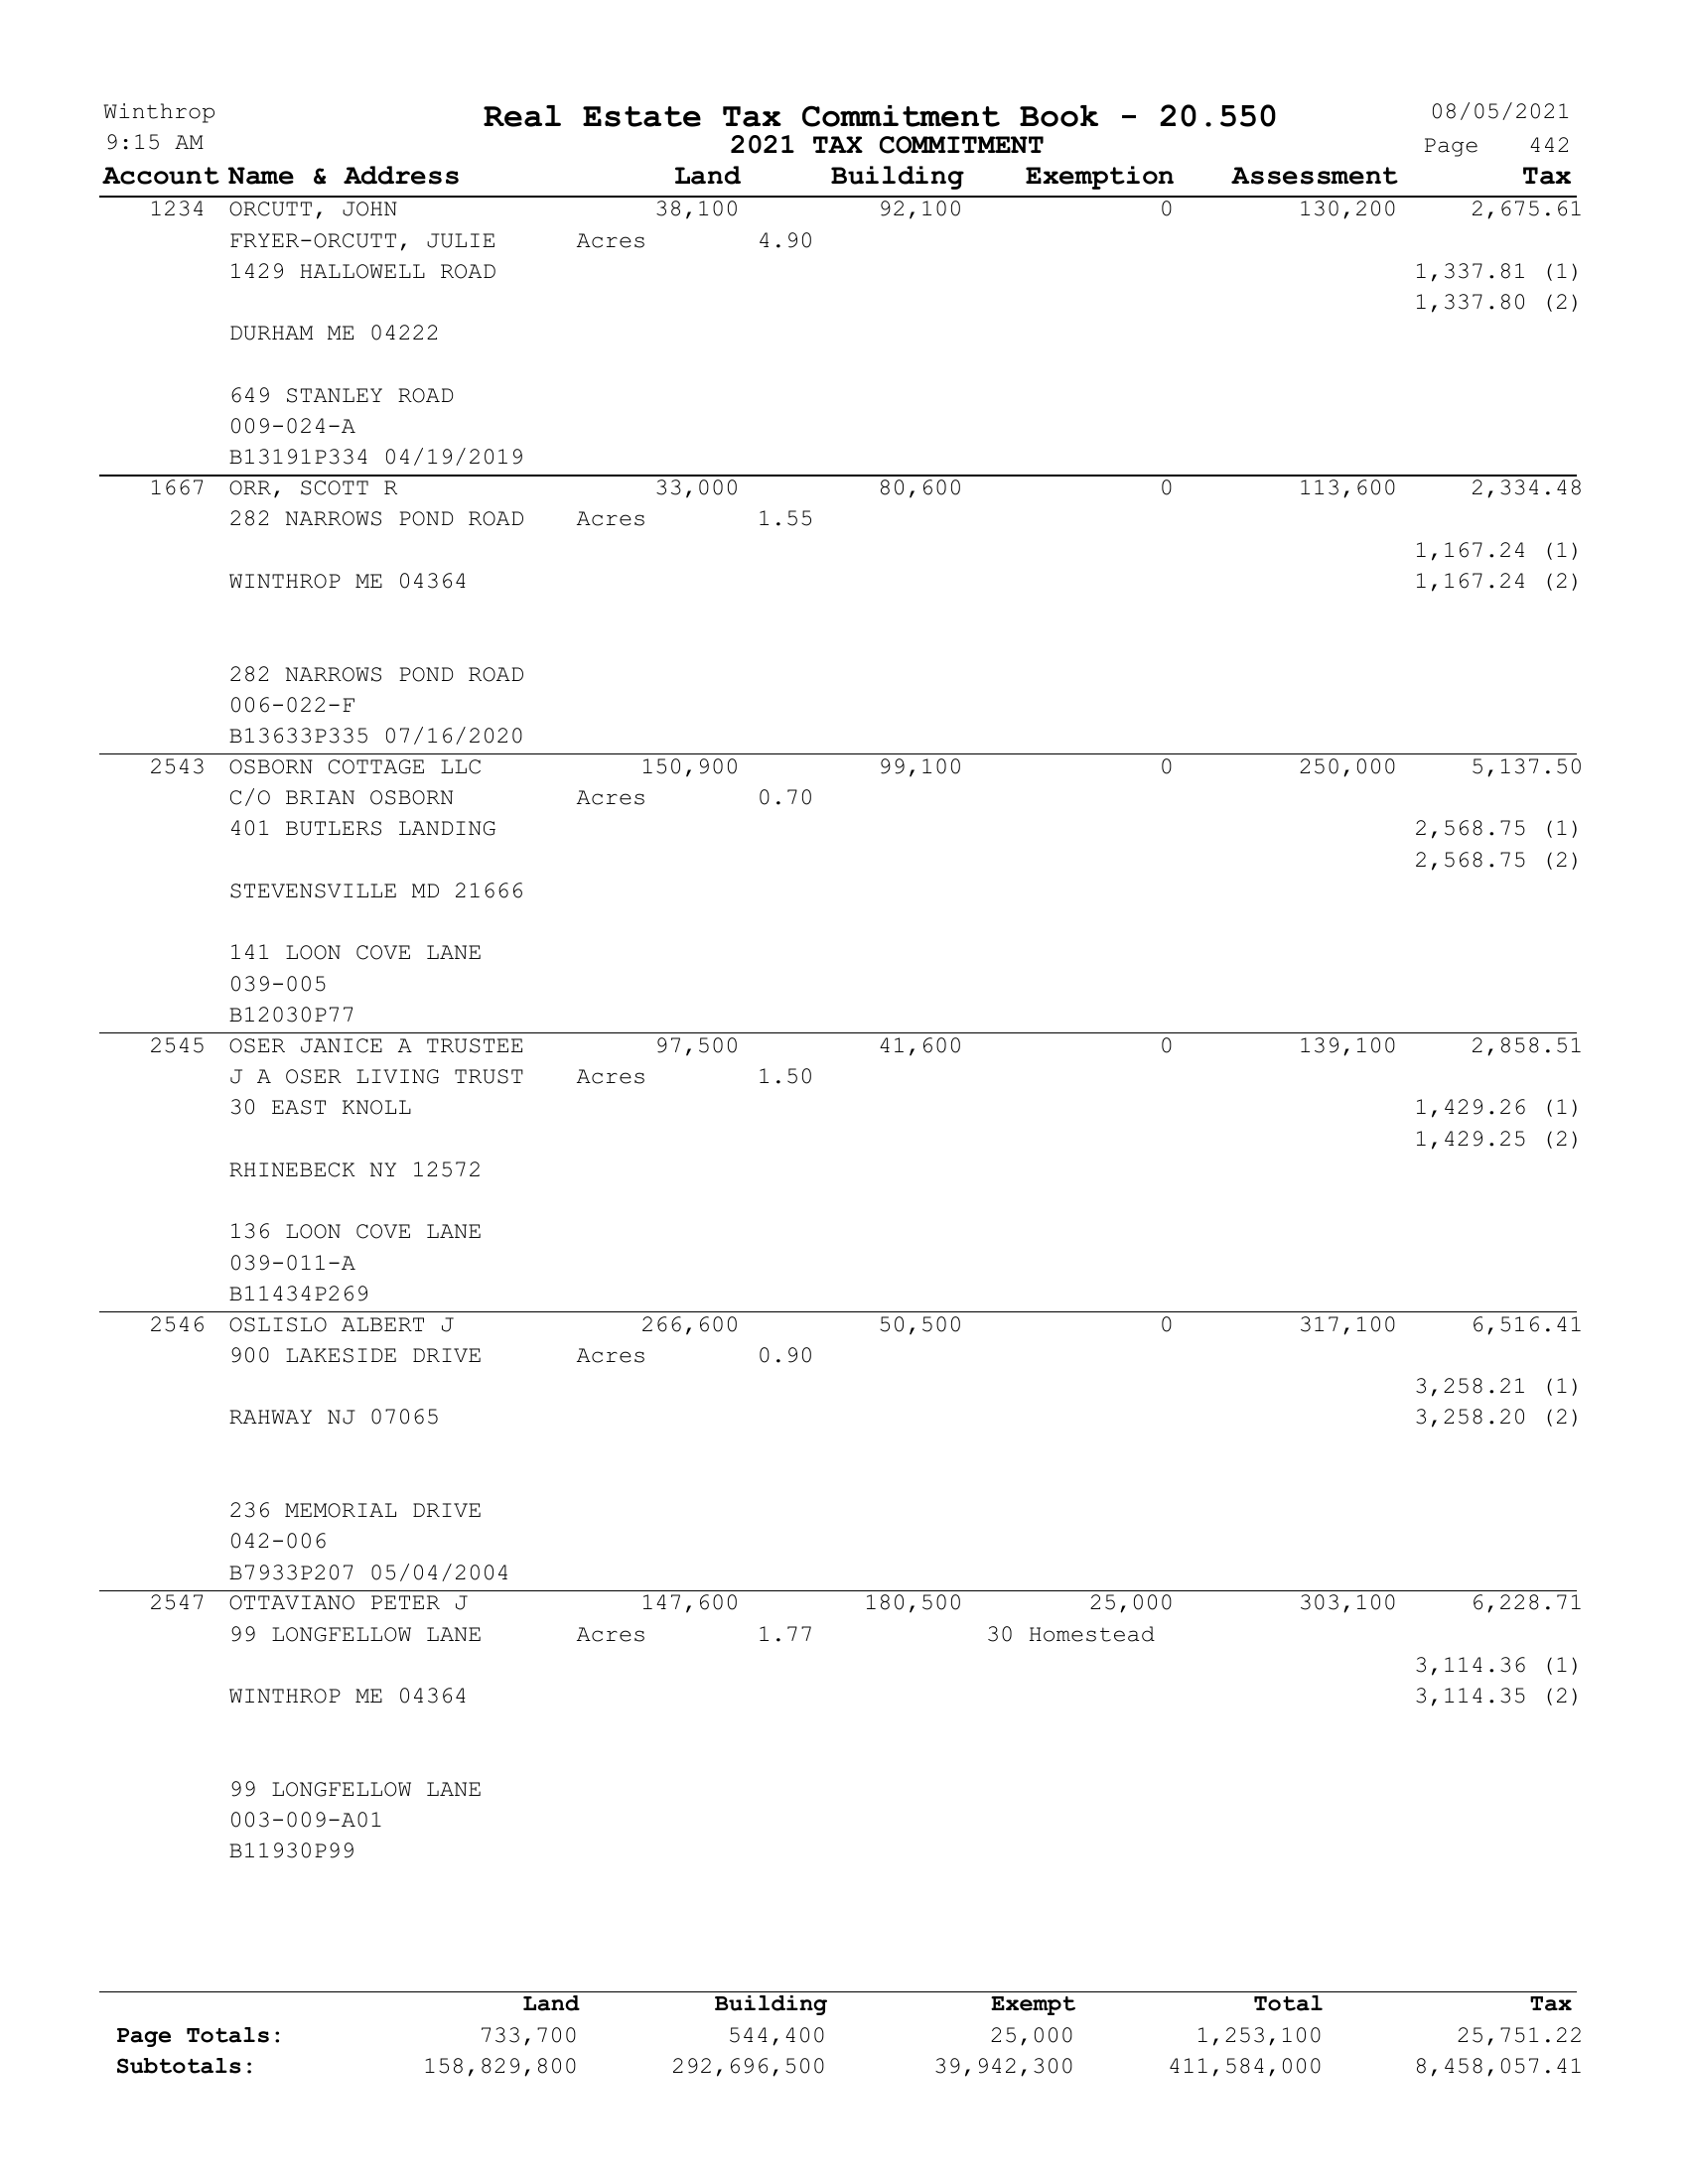 Winthrop Real Estate Tax Commitment Book - 20.550 08/05/2021
9:15 AM 2021 TAX COMMITMENT Page 442
Account Name & Address Land Building Exemption Assessment Tax
1234 ORCUTT, JOHN 38,100 92,100 0 130,200 2,675.61
FRYER-ORCUTT, JULIE Acres 4.90
1429 HALLOWELL ROAD 1,337.81 (1)
1,337.80 (2)
DURHAM ME 04222
649 STANLEY ROAD
009-024-A
B13191P334 04/19/2019
1667 ORR, SCOTT R 33,000 80,600 0 113,600 2,334.48
282 NARROWS POND ROAD Acres 1.55
1,167.24 (1)
WINTHROP ME 04364 1,167.24 (2)
282 NARROWS POND ROAD
006-022-F
B13633P335 07/16/2020
2543 OSBORN COTTAGE LLC 150,900 99,100 0 250,000 5,137.50
C/O BRIAN OSBORN Acres 0.70
401 BUTLERS LANDING 2,568.75 (1)
2,568.75 (2)
STEVENSVILLE MD 21666
141 LOON COVE LANE
039-005
B12030P77
2545 OSER JANICE A TRUSTEE 97,500 41,600 0 139,100 2,858.51
J A OSER LIVING TRUST Acres 1.50
30 EAST KNOLL 1,429.26 (1)
1,429.25 (2)
RHINEBECK NY 12572
136 LOON COVE LANE
039-011-A
B11434P269
2546 OSLISLO ALBERT J 266,600 50,500 0 317,100 6,516.41
900 LAKESIDE DRIVE Acres 0.90
3,258.21 (1)
RAHWAY NJ 07065 3,258.20 (2)
236 MEMORIAL DRIVE
042-006
B7933P207 05/04/2004
2547 OTTAVIANO PETER J 147,600 180,500 25,000 303,100 6,228.71
99 LONGFELLOW LANE Acres 1.77 30 Homestead
3,114.36 (1)
WINTHROP ME 04364 3,114.35 (2)
99 LONGFELLOW LANE
003-009-A01
B11930P99
Land Building Exempt Total Tax
Page Totals: 733,700 544,400 25,000 1,253,100 25,751.22
Subtotals: 158,829,800 292,696,500 39,942,300 411,584,000 8,458,057.41